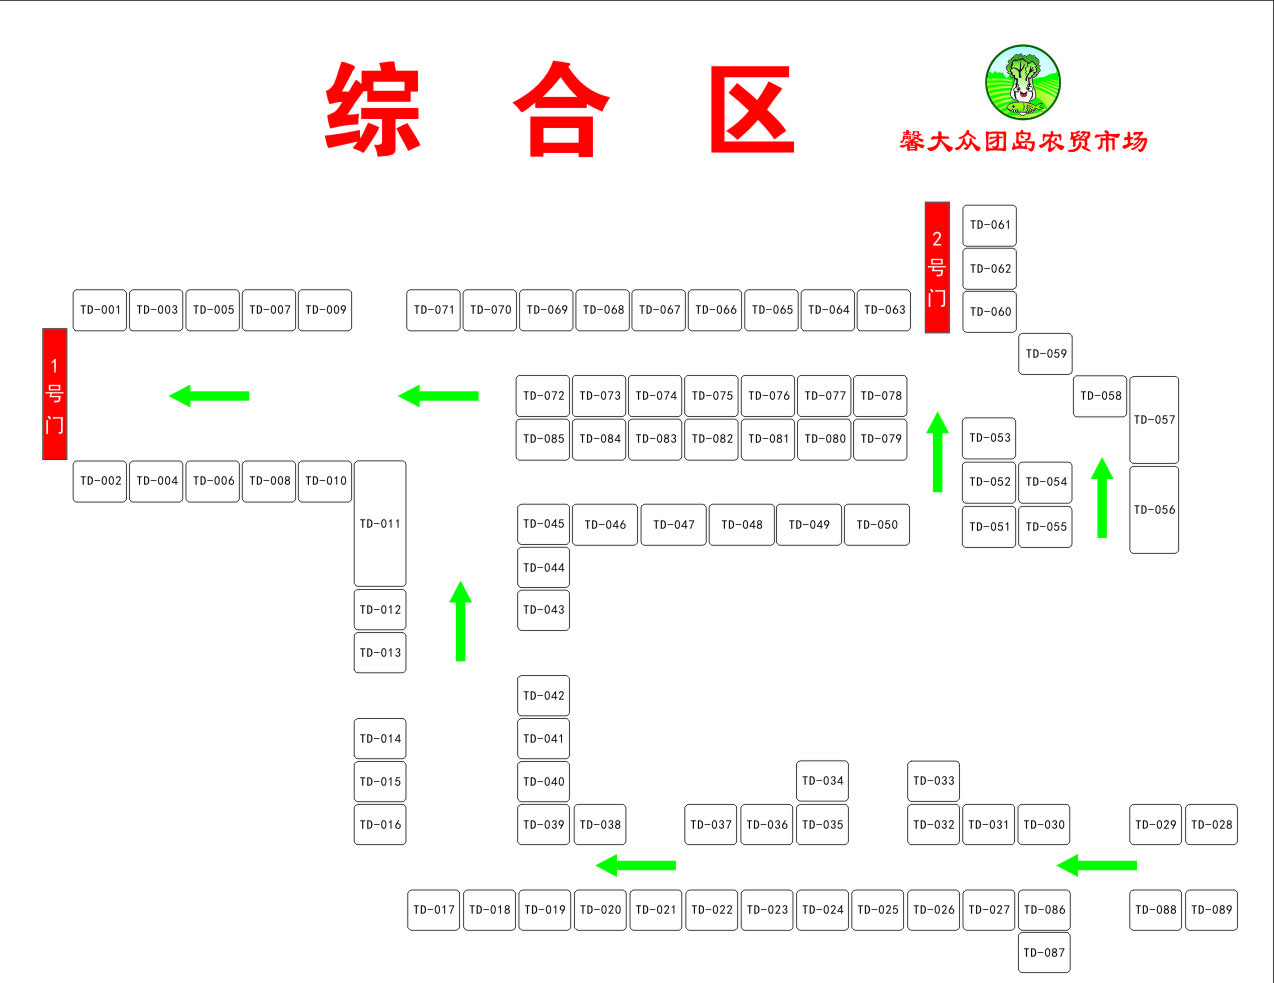 综 合 区
馨大众团岛农贸市场
2号门
TD-061
TD-062
TD-060
TD-001 TD-003 TD-005 TD-007 TD-009 TD-071 TD-070 TD-069 TD-068 TD-067 TD-066 TD-065 TD-064 TD-063
1号门
TD-059
TD-072 TD-073 TD-074 TD-075 TD-076 TD-077 TD-078 TD-058 TD-057
TD-085 TD-084 TD-083 TD-082 TD-081 TD-080 TD-079 TD-053
TD-002 TD-004 TD-006 TD-008 TD-010 TD-052 TD-054
TD-011 TD-045 TD-046 TD-047 TD-048 TD-049 TD-050 TD-051 TD-055 TD-056
TD-044
TD-012 TD-043
TD-013
TD-042
TD-014 TD-041
TD-015 TD-040 TD-034 TD-033
TD-016 TD-039 TD-038 TD-037 TD-036 TD-035 TD-032 TD-031 TD-030 TD-029 TD-028
TD-017 TD-018 TD-019 TD-020 TD-021 TD-022 TD-023 TD-024 TD-025 TD-026 TD-027 TD-086 TD-088 TD-089
TD-087